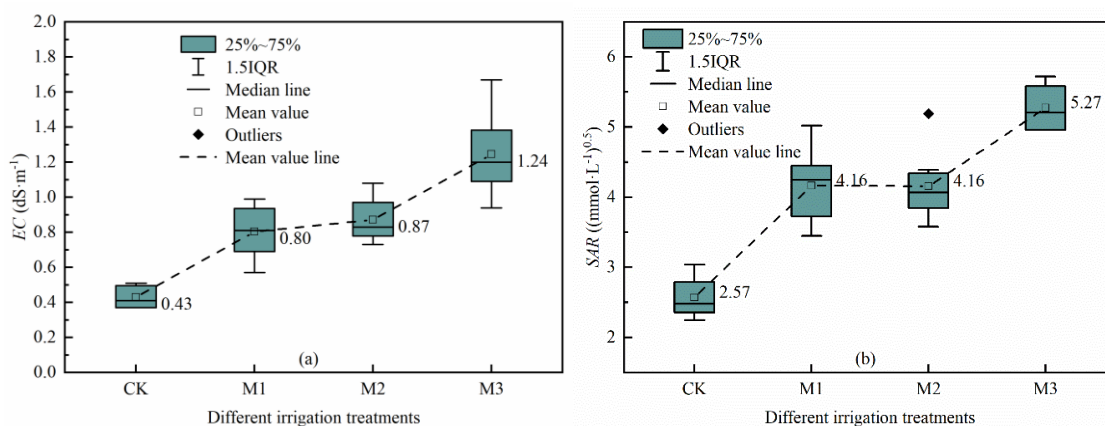 2.0
1.8
1.6
1.4
1.2
1.0
0.8
0.6
0.4
0.2
0.0
EC (dS·m⁻¹)
25%~75%
1.5IQR
Median line
Mean value
Outliers
Mean value line
0.43
0.80
0.87
1.24
(a)
CK M1 M2 M3
Different irrigation treatments
6
5
4
3
2
SAR ((mmol·L⁻¹)⁰·⁵)
25%~75%
1.5IQR
Median line
Mean value
Outliers
Mean value line
2.57
4.16
4.16
5.27
(b)
CK M1 M2 M3
Different irrigation treatments